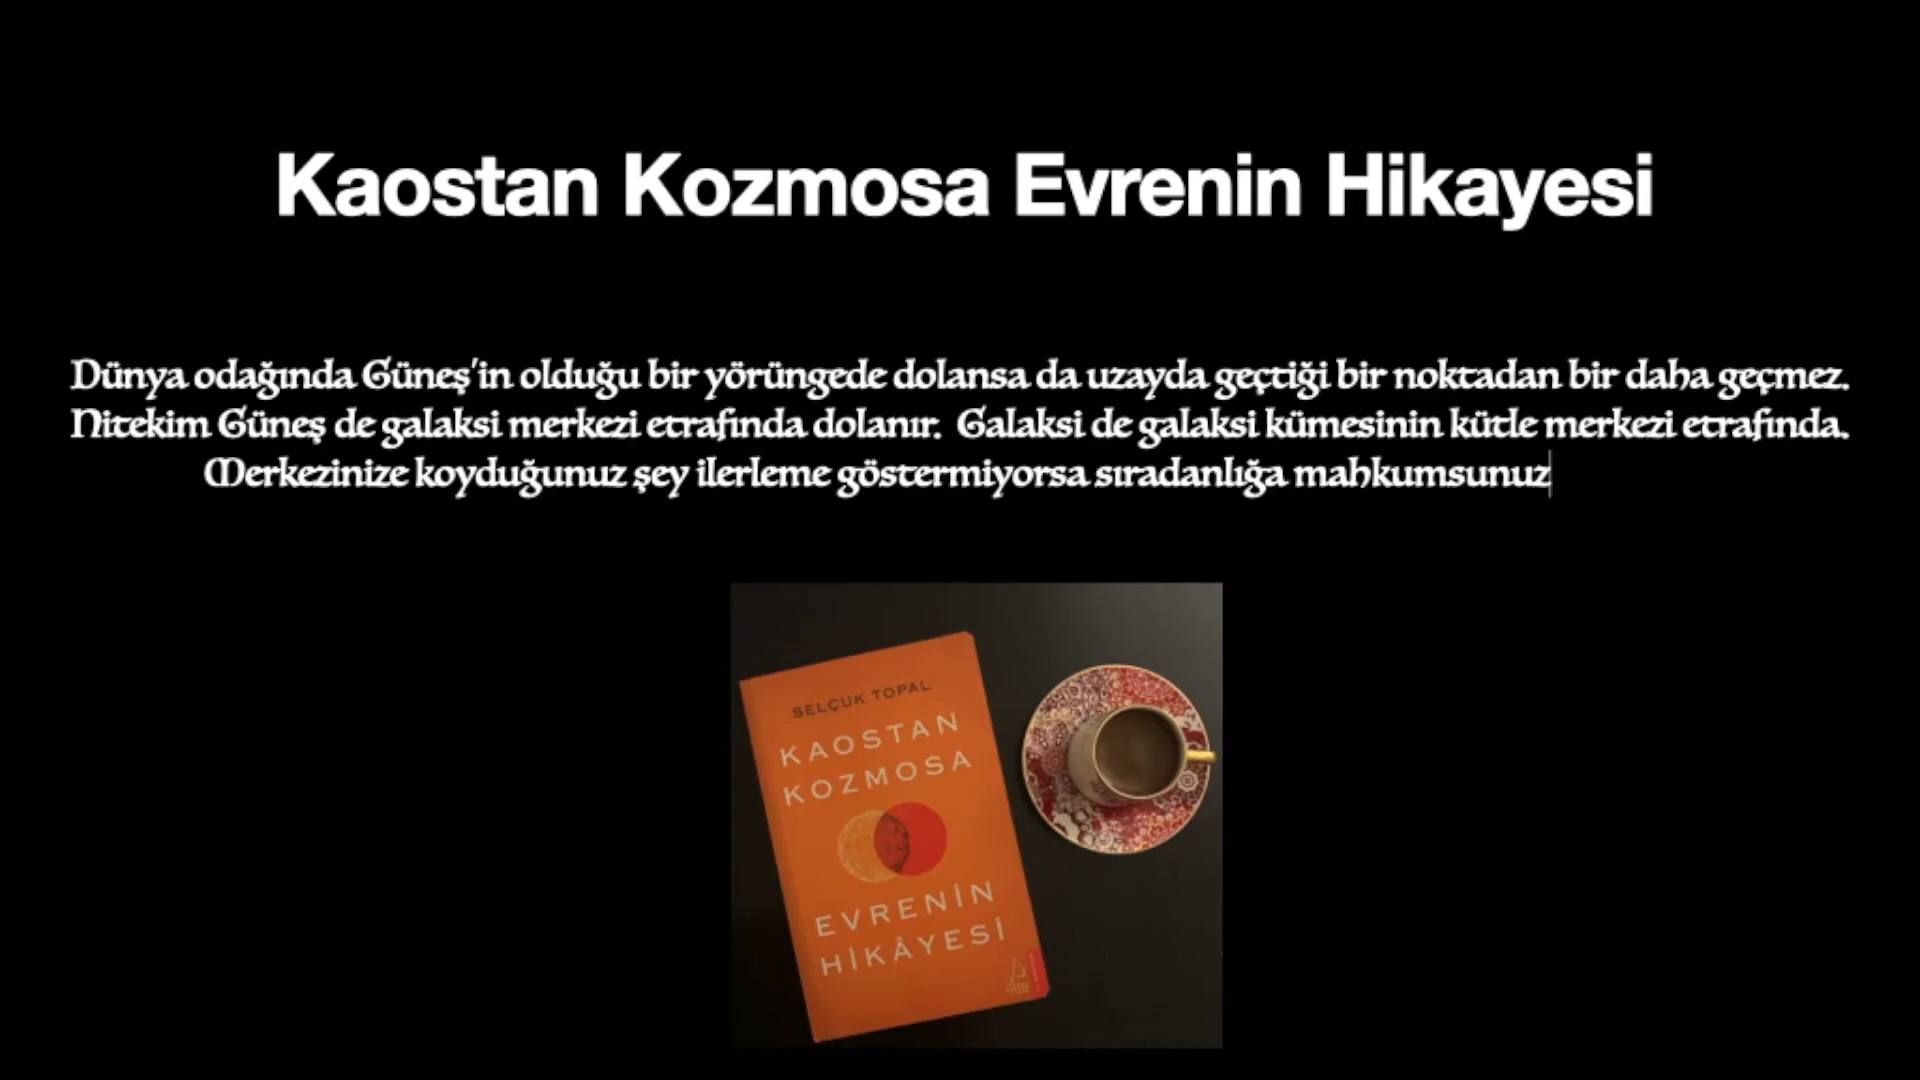 Kaostan Kozmosa Evrenin Hikayesi
Dünya odağında Güneş'in olduğu bir yörüngede dolansa da uzayda geçtiği bir noktadan bir daha geçmez.
Nitekim Güneş de galaksi merkezi etrafında dolanır.  Galaksi de galaksi kümesinin kütle merkezi etrafında.
Merkezinize koyduğunuz şey ilerleme göstermiyorsa sıradanlığa mahkumsunuz
SELÇUK TOPAL
KAOSTAN
KOZMOSA
EVRENİN
HİKÂYESİ